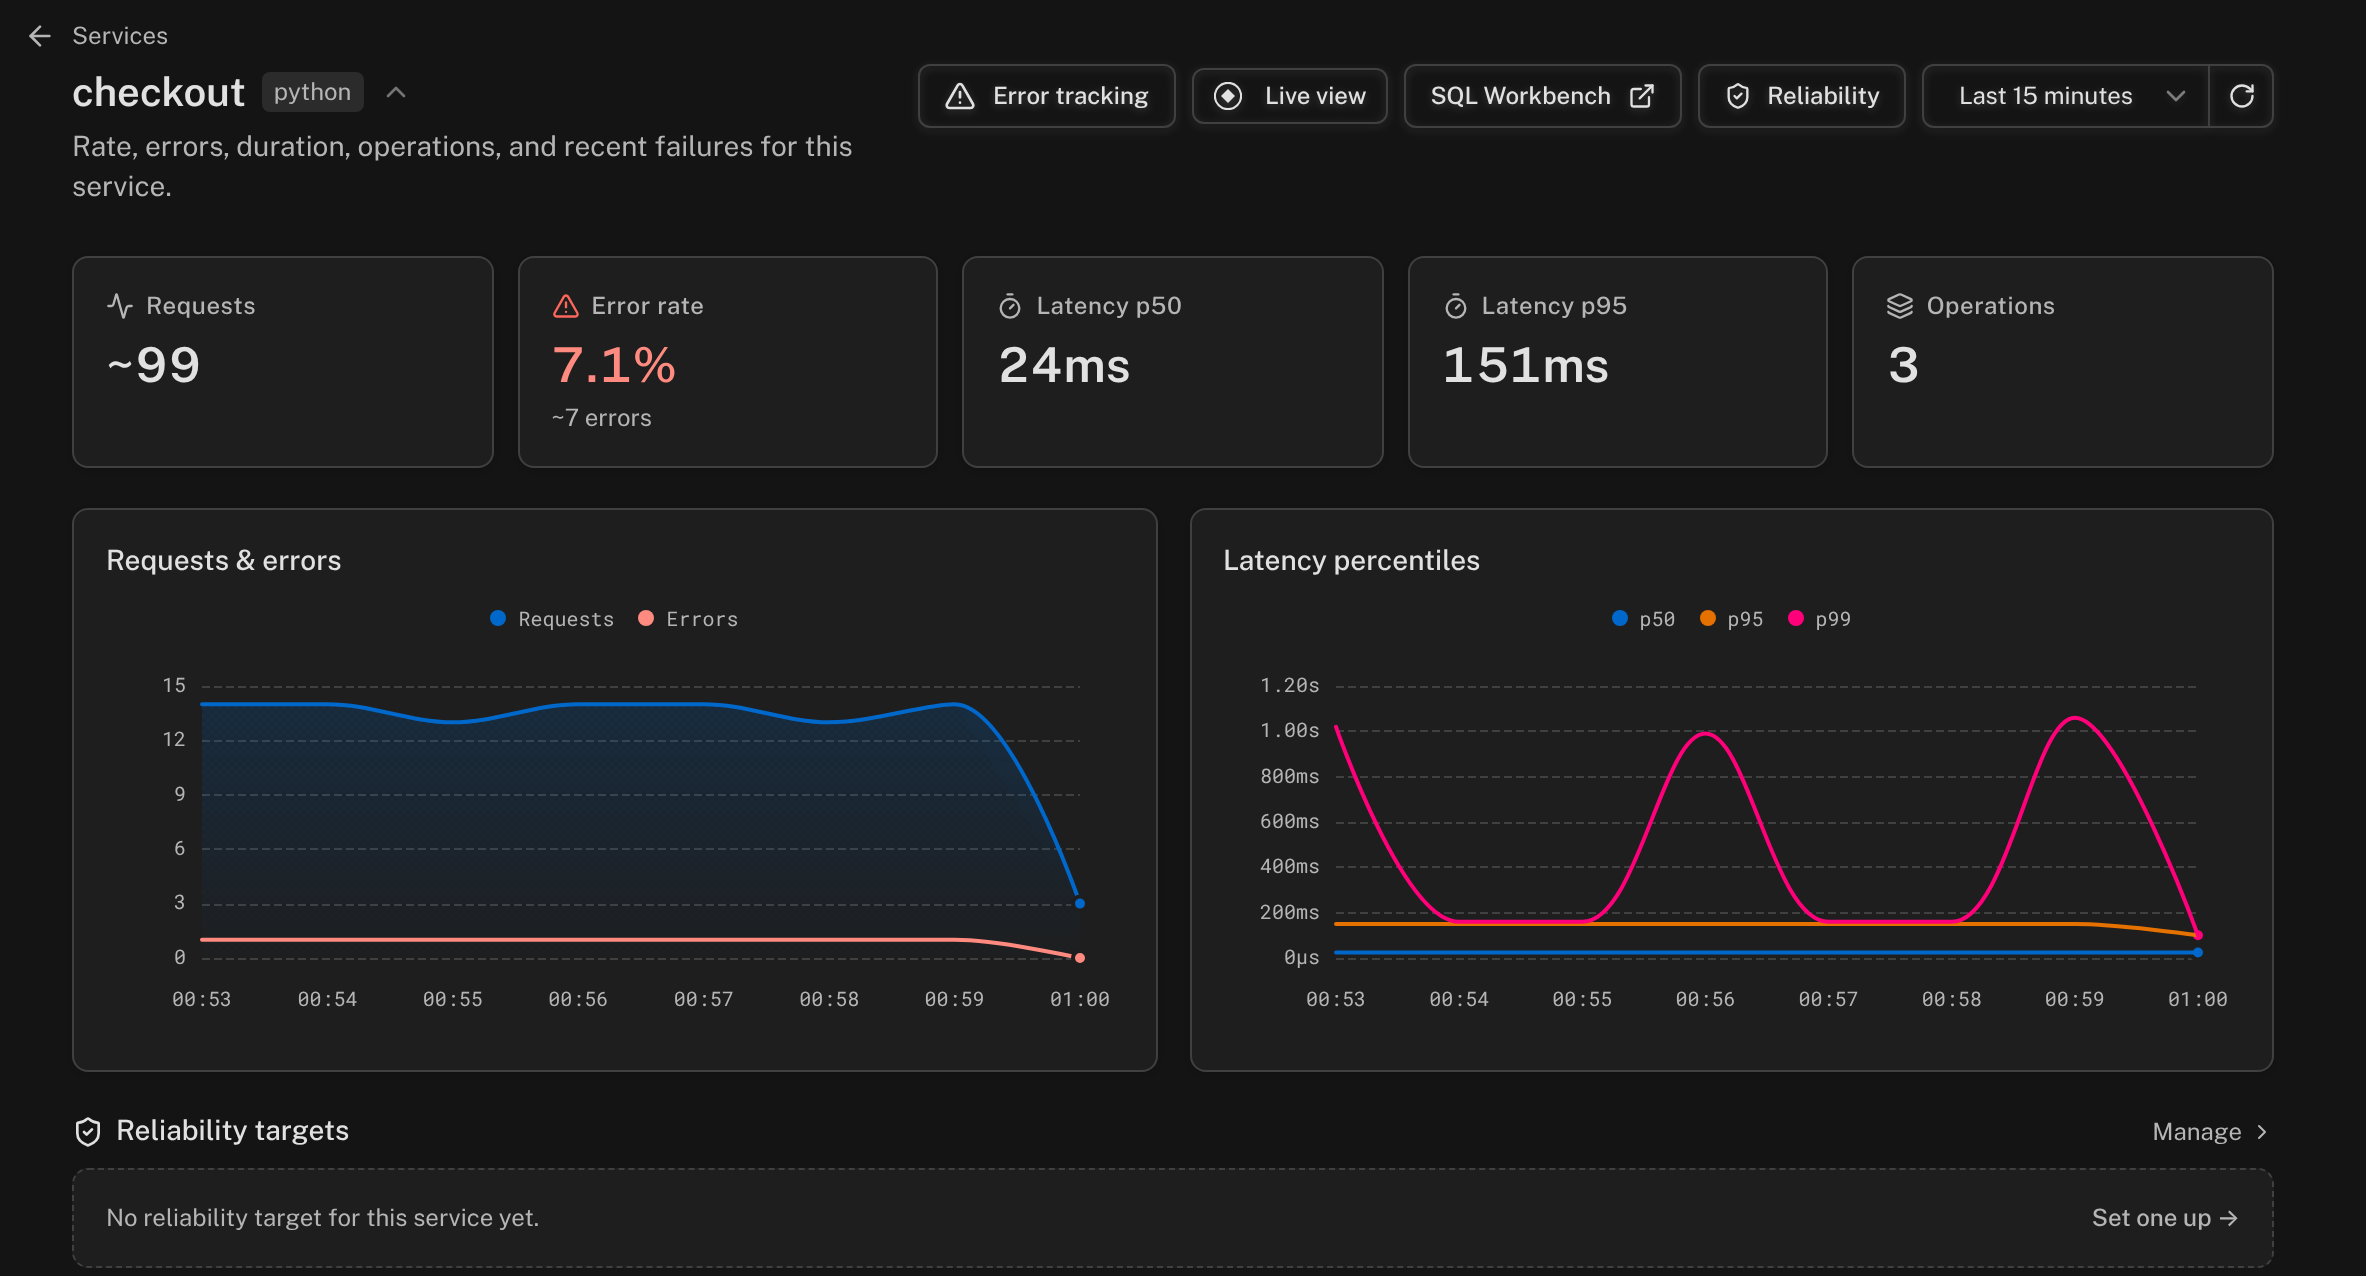 Services
checkout python
Error tracking
Live view
SQL Workbench
Reliability
Last 15 minutes
Rate, errors, duration, operations, and recent failures for this
service.
Requests
~99
Error rate
7.1%
~7 errors
Latency p50
24ms
Latency p95
151ms
Operations
3
Requests & errors
Requests Errors
15
12
9
6
3
0
00:53 00:54 00:55 00:56 00:57 00:58 00:59 01:00
Latency percentiles
p50 p95 p99
1.20s
1.00s
800ms
600ms
400ms
200ms
0µs
00:53 00:54 00:55 00:56 00:57 00:58 00:59 01:00
Reliability targets
Manage
No reliability target for this service yet.
Set one up →